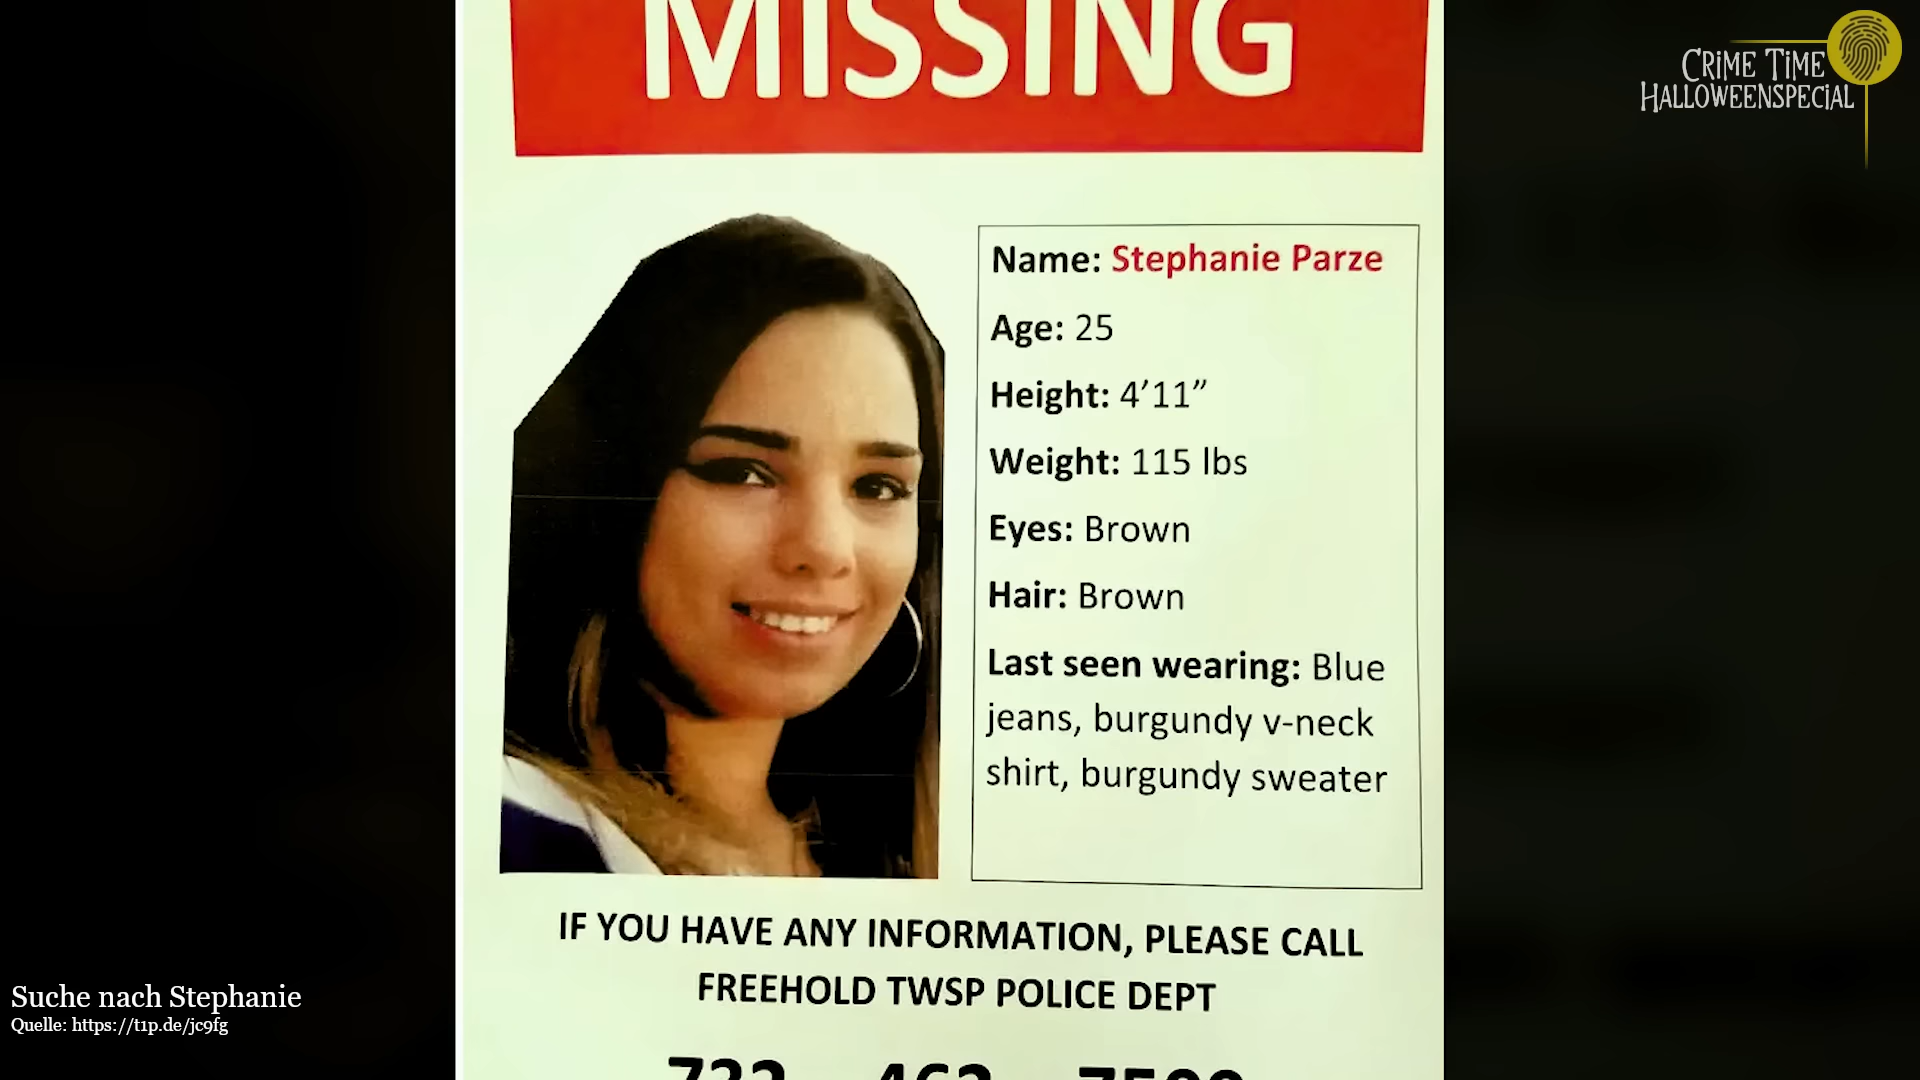 MISSING
CRIME TIME
HALLOWEENSPECIAL
Name: Stephanie Parze
Age: 25
Height: 4’11”
Weight: 115 lbs
Eyes: Brown
Hair: Brown
Last seen wearing: Blue
jeans, burgundy v-neck
shirt, burgundy sweater
IF YOU HAVE ANY INFORMATION, PLEASE CALL
FREEHOLD TWSP POLICE DEPT
Suche nach Stephanie
Quelle: https://t1p.de/jc9fg